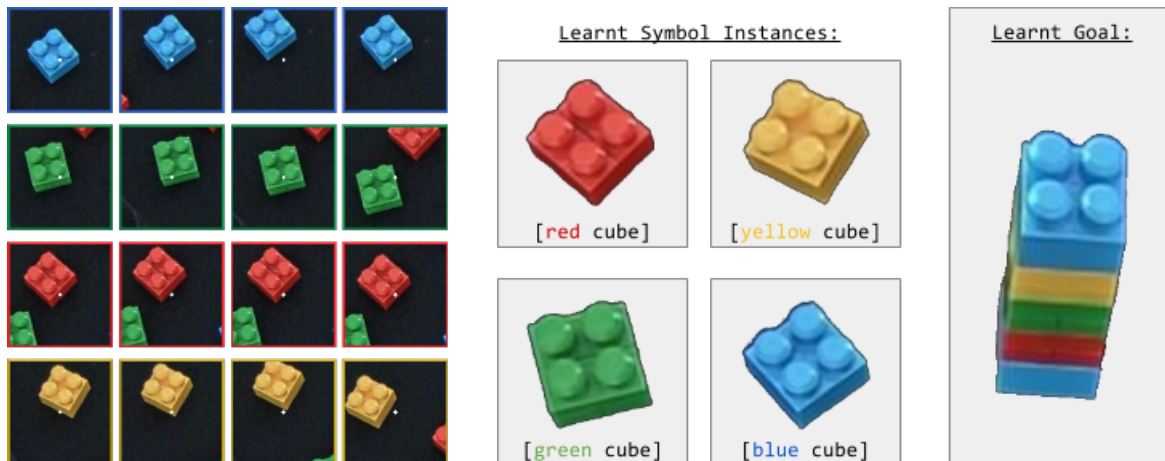 Learnt Symbol Instances:
Learnt Goal:
[red cube]
[yellow cube]
[green cube]
[blue cube]